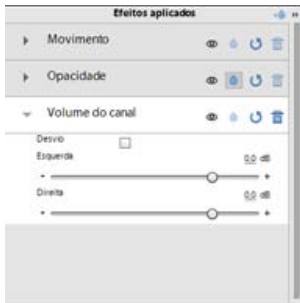 Efeitos aplicados
Movimento
Opacidade
Volume do canal
Desvio
Esquerda 0,0 dB
- +
Direita 0,0 dB
- +